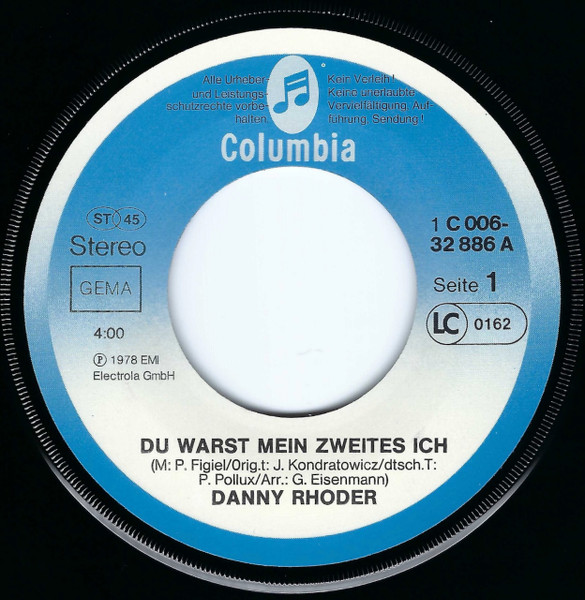 Alle Urheber-
und Leistungs-
schutzrechte vorbe-
halten.
Kein Verleih!
Keine unerlaubte
Vervielfältigung, Auf-
führung, Sendung!
Columbia
ST 45
Stereo
GEMA
4:00
℗ 1978 EMI
Electrola GmbH
1 C 006-
32 886 A
Seite 1
LC 0162
DU WARST MEIN ZWEITES ICH
(M: P. Figiel/Orig.t: J. Kondratowicz/dtsch.T:
P. Pollux/Arr.: G. Eisenmann)
DANNY RHODER